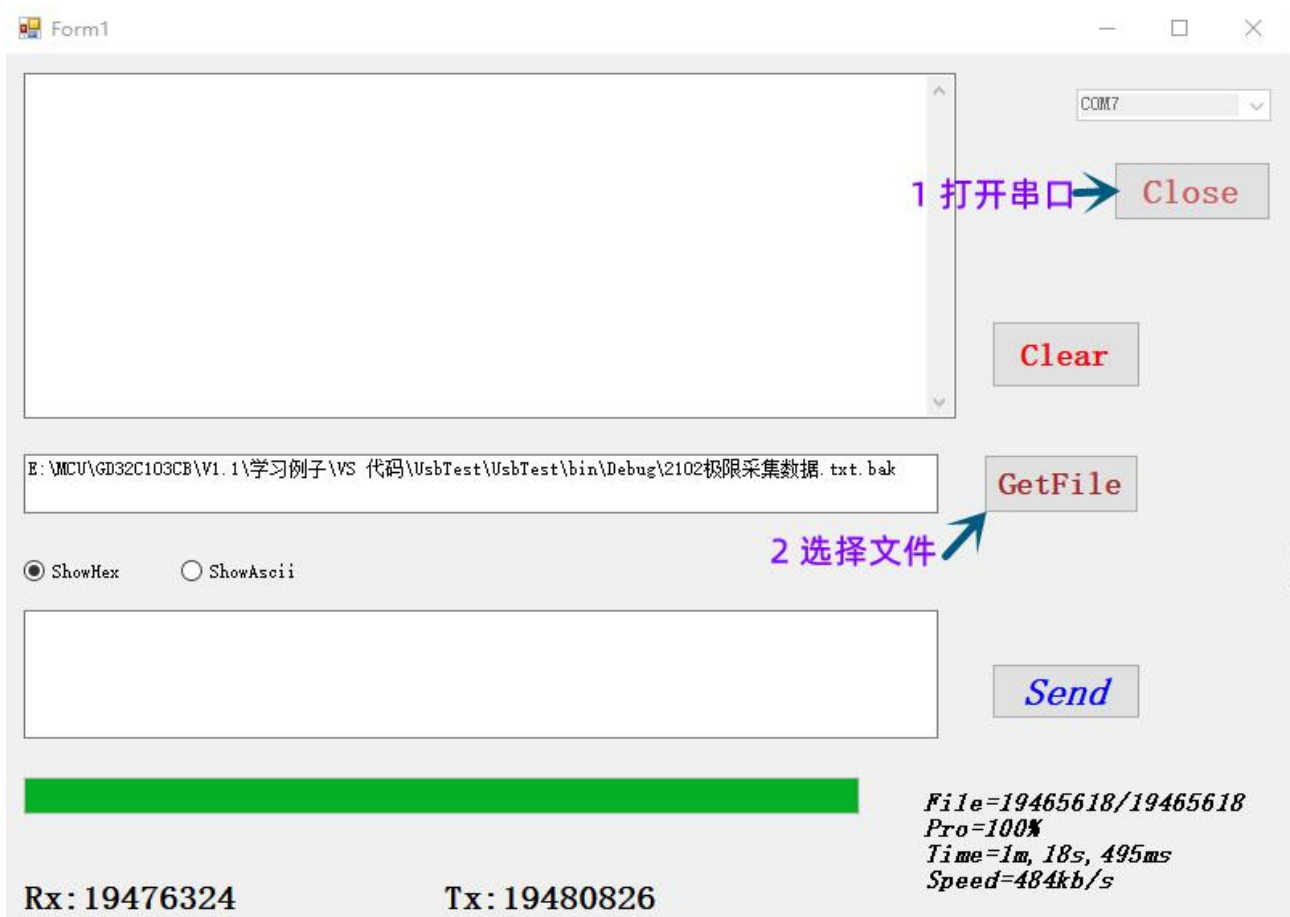 Form1
COM7
1 打开串口
Close
Clear
E:\MCU\GD32C103CB\V1.1\学习例子\VS 代码\UsbTest\UsbTest\bin\Debug\2102极限采集数据.txt.bak
GetFile
2 选择文件
ShowHex
ShowAscii
Send
File=19465618/19465618
Pro=100%
Time=1m,18s,495ms
Speed=484kb/s
Rx:19476324
Tx:19480826